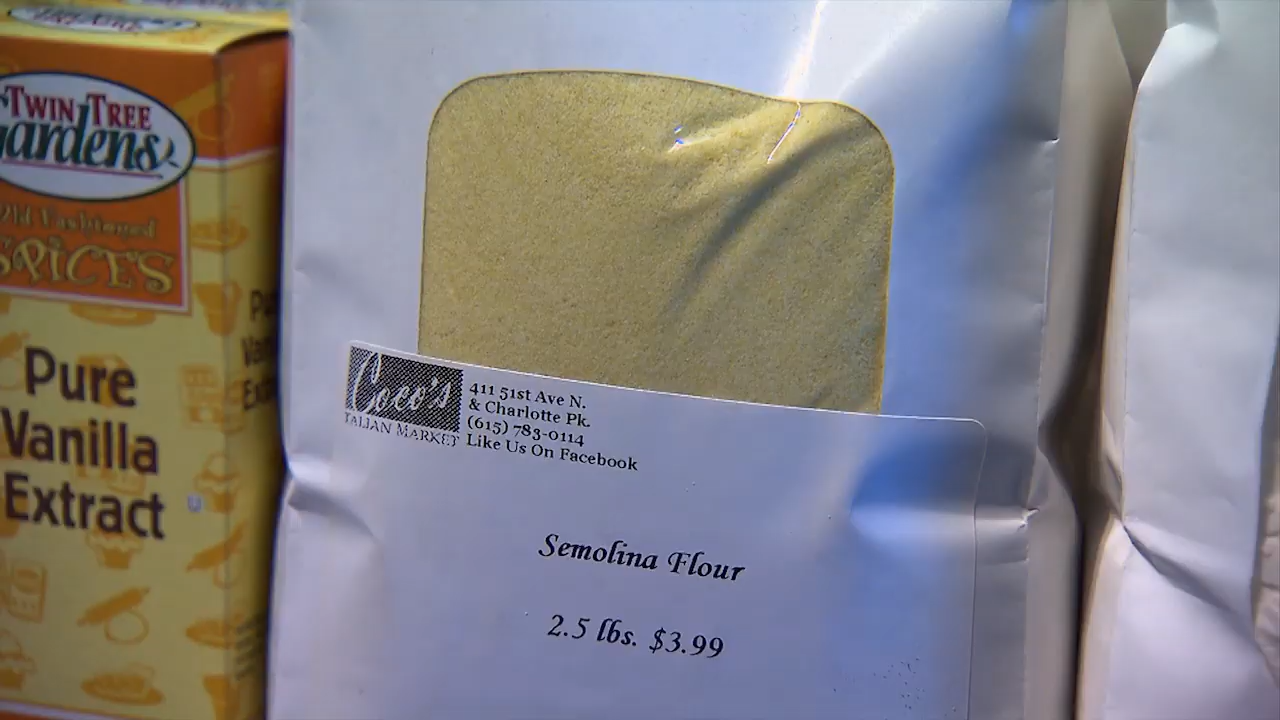 TWIN TREE
Gardens
Old Fashioned
SPICES
Pure
Vanilla
Extract
Coco's
ITALIAN MARKET
411 51st Ave N.
& Charlotte Pk.
(615) 783-0114
Like Us On Facebook
Semolina Flour
2.5 lbs. $3.99